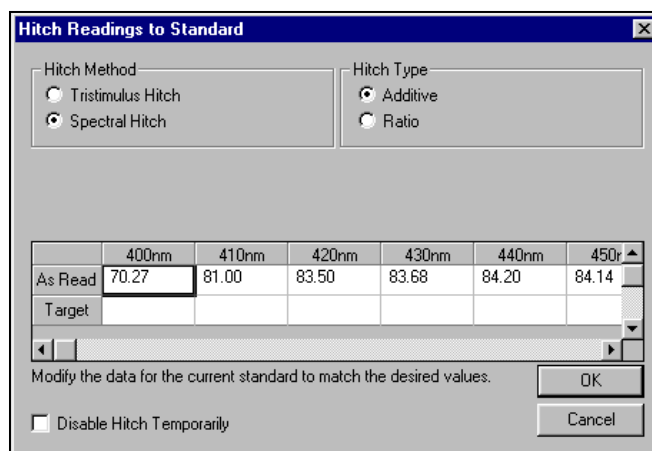 Hitch Readings to Standard
Hitch Method
Tristimulus Hitch
Spectral Hitch
Hitch Type
Additive
Ratio
400nm 410nm 420nm 430nm 440nm 450r
As Read 70.27 81.00 83.50 83.68 84.20 84.14
Target
Modify the data for the current standard to match the desired values.
OK
Disable Hitch Temporarily
Cancel